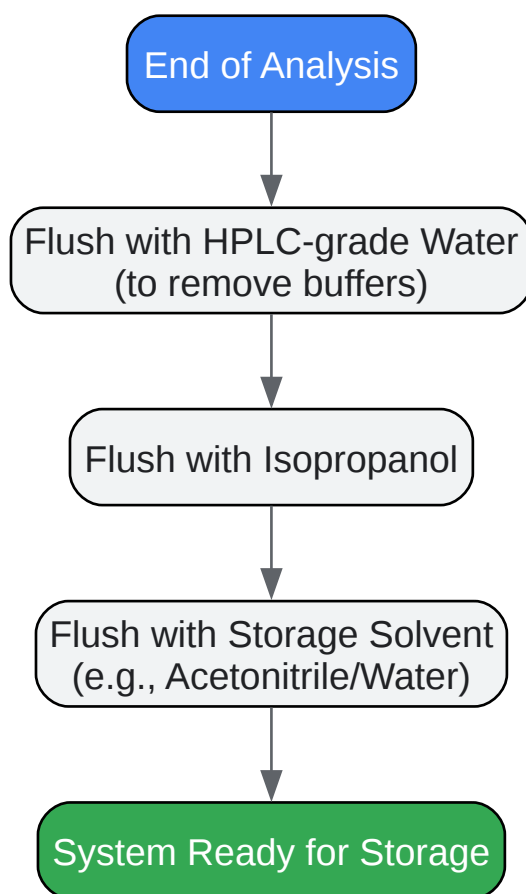 End of Analysis
Flush with HPLC-grade Water
(to remove buffers)
Flush with Isopropanol
Flush with Storage Solvent
(e.g., Acetonitrile/Water)
System Ready for Storage